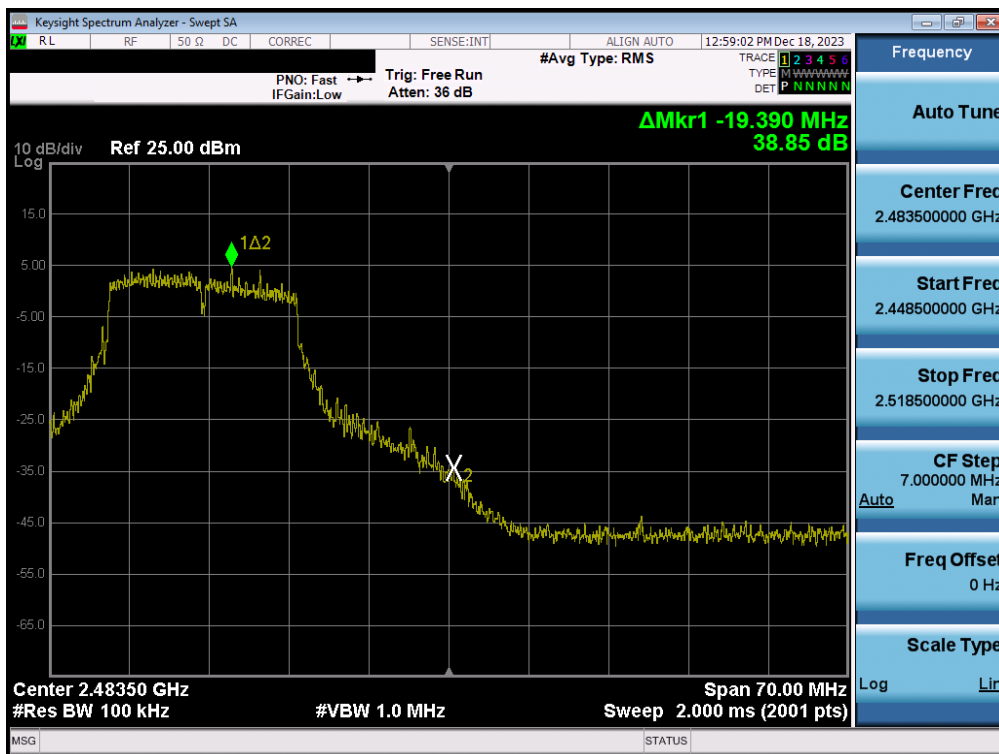 Keysight Spectrum Analyzer - Swept SA
LXI RL RF 50 Ω DC CORREC SENSE:INT ALIGN AUTO 12:59:02 PM Dec 18, 2023
PNO: Fast
IFGain:Low
Trig: Free Run
Atten: 36 dB
#Avg Type: RMS
TRACE 1 2 3 4 5 6
TYPE M WWWWW
DET P N N N N N
ΔMkr1 -19.390 MHz
38.85 dB
10 dB/div Ref 25.00 dBm
Log
15.0
5.00
-5.00
-15.0
-25.0
-35.0
-45.0
-55.0
-65.0
1Δ2
X2
Center 2.48350 GHz Span 70.00 MHz
#Res BW 100 kHz #VBW 1.0 MHz Sweep 2.000 ms (2001 pts)
MSG STATUS
Frequency
Auto Tune
Center Freq
2.483500000 GHz
Start Freq
2.448500000 GHz
Stop Freq
2.518500000 GHz
CF Step
7.000000 MHz
Auto Man
Freq Offset
0 Hz
Scale Type
Log Lin